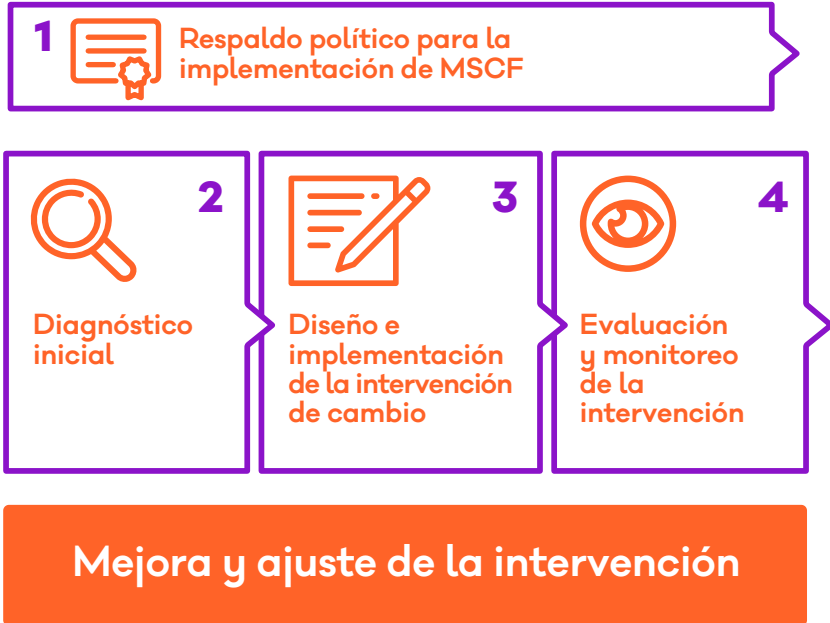 1
Respaldo político para la
implementación de MSCF
2
Diagnóstico
inicial
3
Diseño e
implementación
de la intervención
de cambio
4
Evaluación
y monitoreo
de la
intervención
Mejora y ajuste de la intervención